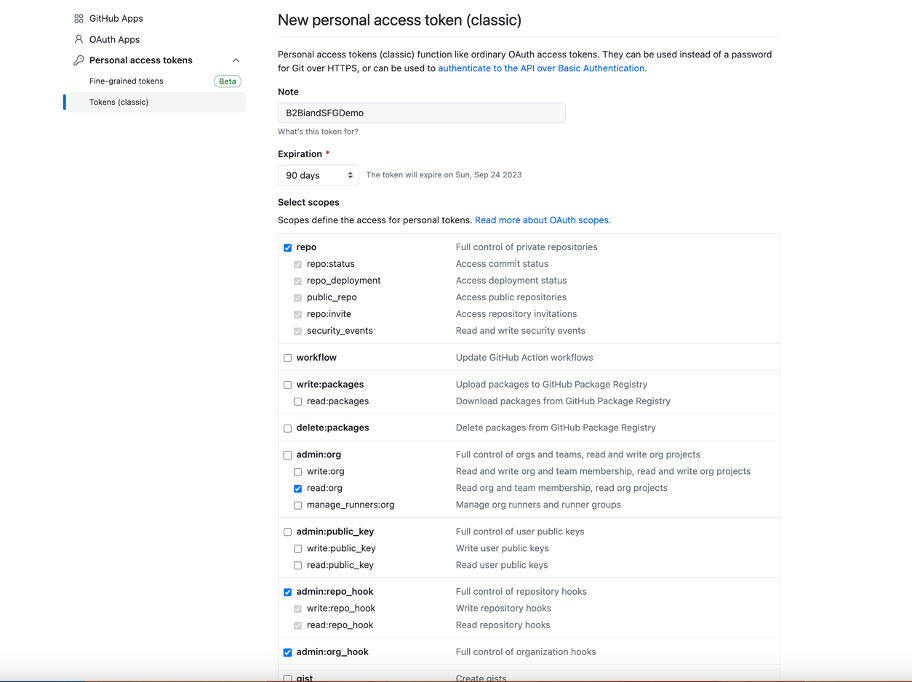 GitHub Apps
OAuth Apps
Personal access tokens
Fine-grained tokens Beta
Tokens (classic)
New personal access token (classic)
Personal access tokens (classic) function like ordinary OAuth access tokens. They can be used instead of a password
for Git over HTTPS, or can be used to authenticate to the API over Basic Authentication.
Note
B2BiandSFGDemo
What's this token for?
Expiration *
90 days The token will expire on Sun, Sep 24 2023
Select scopes
Scopes define the access for personal tokens. Read more about OAuth scopes.
repo Full control of private repositories
repo:status Access commit status
repo_deployment Access deployment status
public_repo Access public repositories
repo:invite Access repository invitations
security_events Read and write security events
workflow Update GitHub Action workflows
write:packages Upload packages to GitHub Package Registry
read:packages Download packages from GitHub Package Registry
delete:packages Delete packages from GitHub Package Registry
admin:org Full control of orgs and teams, read and write org projects
write:org Read and write org and team membership, read and write org projects
read:org Read org and team membership, read org projects
manage_runners:org Manage org runners and runner groups
admin:public_key Full control of user public keys
write:public_key Write user public keys
read:public_key Read user public keys
admin:repo_hook Full control of repository hooks
write:repo_hook Write repository hooks
read:repo_hook Read repository hooks
admin:org_hook Full control of organization hooks
gist Create gists